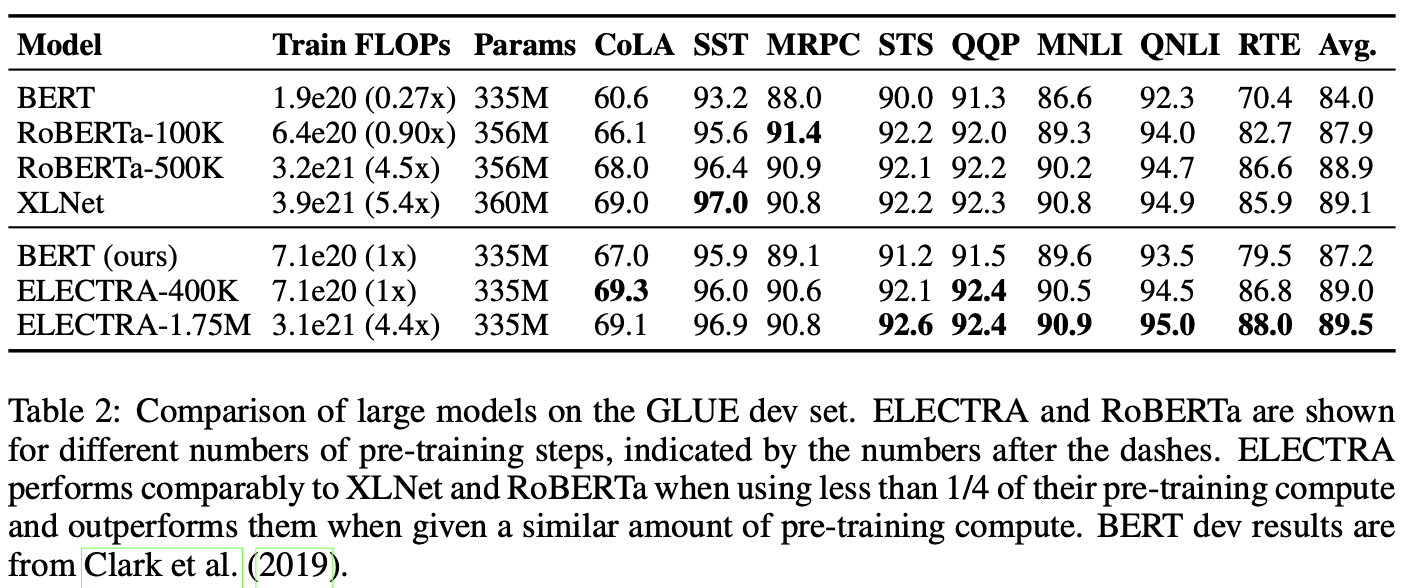 Model Train FLOPs Params CoLA SST MRPC STS QQP MNLI QNLI RTE Avg.
BERT 1.9e20 (0.27x) 335M 60.6 93.2 88.0 90.0 91.3 86.6 92.3 70.4 84.0
RoBERTa-100K 6.4e20 (0.90x) 356M 66.1 95.6 91.4 92.2 92.0 89.3 94.0 82.7 87.9
RoBERTa-500K 3.2e21 (4.5x) 356M 68.0 96.4 90.9 92.1 92.2 90.2 94.7 86.6 88.9
XLNet 3.9e21 (5.4x) 360M 69.0 97.0 90.8 92.2 92.3 90.8 94.9 85.9 89.1
BERT (ours) 7.1e20 (1x) 335M 67.0 95.9 89.1 91.2 91.5 89.6 93.5 79.5 87.2
ELECTRA-400K 7.1e20 (1x) 335M 69.3 96.0 90.6 92.1 92.4 90.5 94.5 86.8 89.0
ELECTRA-1.75M 3.1e21 (4.4x) 335M 69.1 96.9 90.8 92.6 92.4 90.9 95.0 88.0 89.5
Table 2: Comparison of large models on the GLUE dev set. ELECTRA and RoBERTa are shown
for different numbers of pre-training steps, indicated by the numbers after the dashes. ELECTRA
performs comparably to XLNet and RoBERTa when using less than 1/4 of their pre-training compute
and outperforms them when given a similar amount of pre-training compute. BERT dev results are
from Clark et al. (2019).